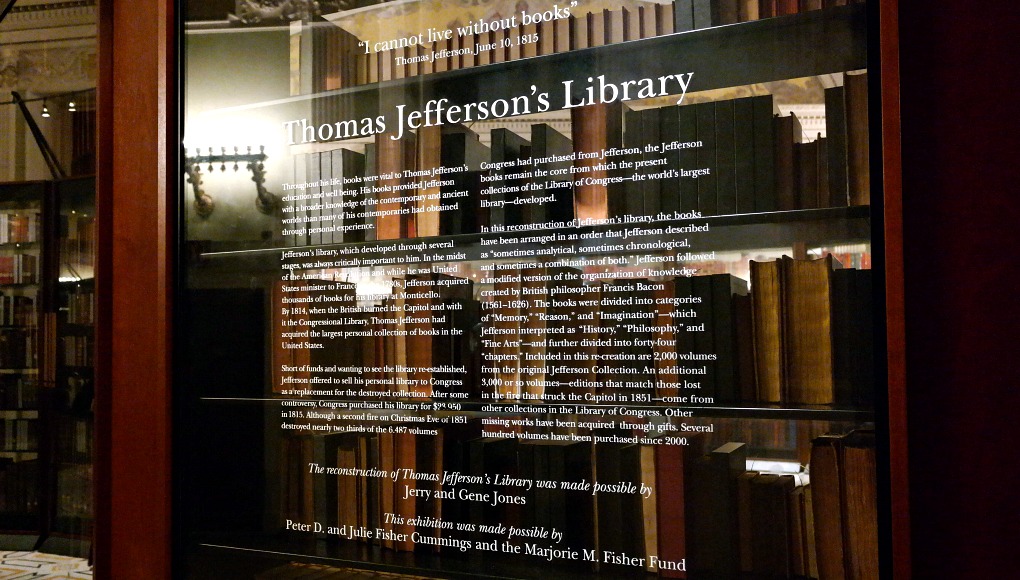 “I cannot live without books”
Thomas Jefferson, June 10, 1815
Thomas Jefferson’s Library
Throughout his life, books were vital to Thomas Jefferson’s
education and well being. His books provided Jefferson
with a broader knowledge of the contemporary and ancient
worlds than many of his contemporaries had obtained
through personal experience.
Jefferson’s library, which developed through several
stages, was always critically important to him. In the midst
of the American Revolution and while he was United
States minister to France in the 1780s, Jefferson acquired
thousands of books for his library at Monticello.
By 1814, when the British burned the Capitol and with
it the Congressional Library, Thomas Jefferson had
acquired the largest personal collection of books in the
United States.
Short of funds and wanting to see the library re-established,
Jefferson offered to sell his personal library to Congress
as a replacement for the destroyed collection. After some
controversy, Congress purchased his library for $23,950
in 1815. Although a second fire on Christmas Eve of 1851
destroyed nearly two thirds of the 6,487 volumes
Congress had purchased from Jefferson, the Jefferson
books remain the core from which the present
collections of the Library of Congress—the world’s largest
library—developed.
In this reconstruction of Jefferson’s library, the books
have been arranged in an order that Jefferson described
as “sometimes analytical, sometimes chronological,
and sometimes a combination of both.” Jefferson followed
a modified version of the organization of knowledge
created by British philosopher Francis Bacon
(1561–1626). The books were divided into categories
of “Memory,” “Reason,” and “Imagination”—which
Jefferson interpreted as “History,” “Philosophy,” and
“Fine Arts”—and further divided into forty-four
“chapters.” Included in this re-creation are 2,000 volumes
from the original Jefferson Collection. An additional
3,000 or so volumes—editions that match those lost
in the fire that struck the Capitol in 1851—come from
other collections in the Library of Congress. Other
missing works have been acquired through gifts. Several
hundred volumes have been purchased since 2000.
The reconstruction of Thomas Jefferson’s Library was made possible by
Jerry and Gene Jones
This exhibition was made possible by
Peter D. and Julie Fisher Cummings and the Marjorie M. Fisher Fund